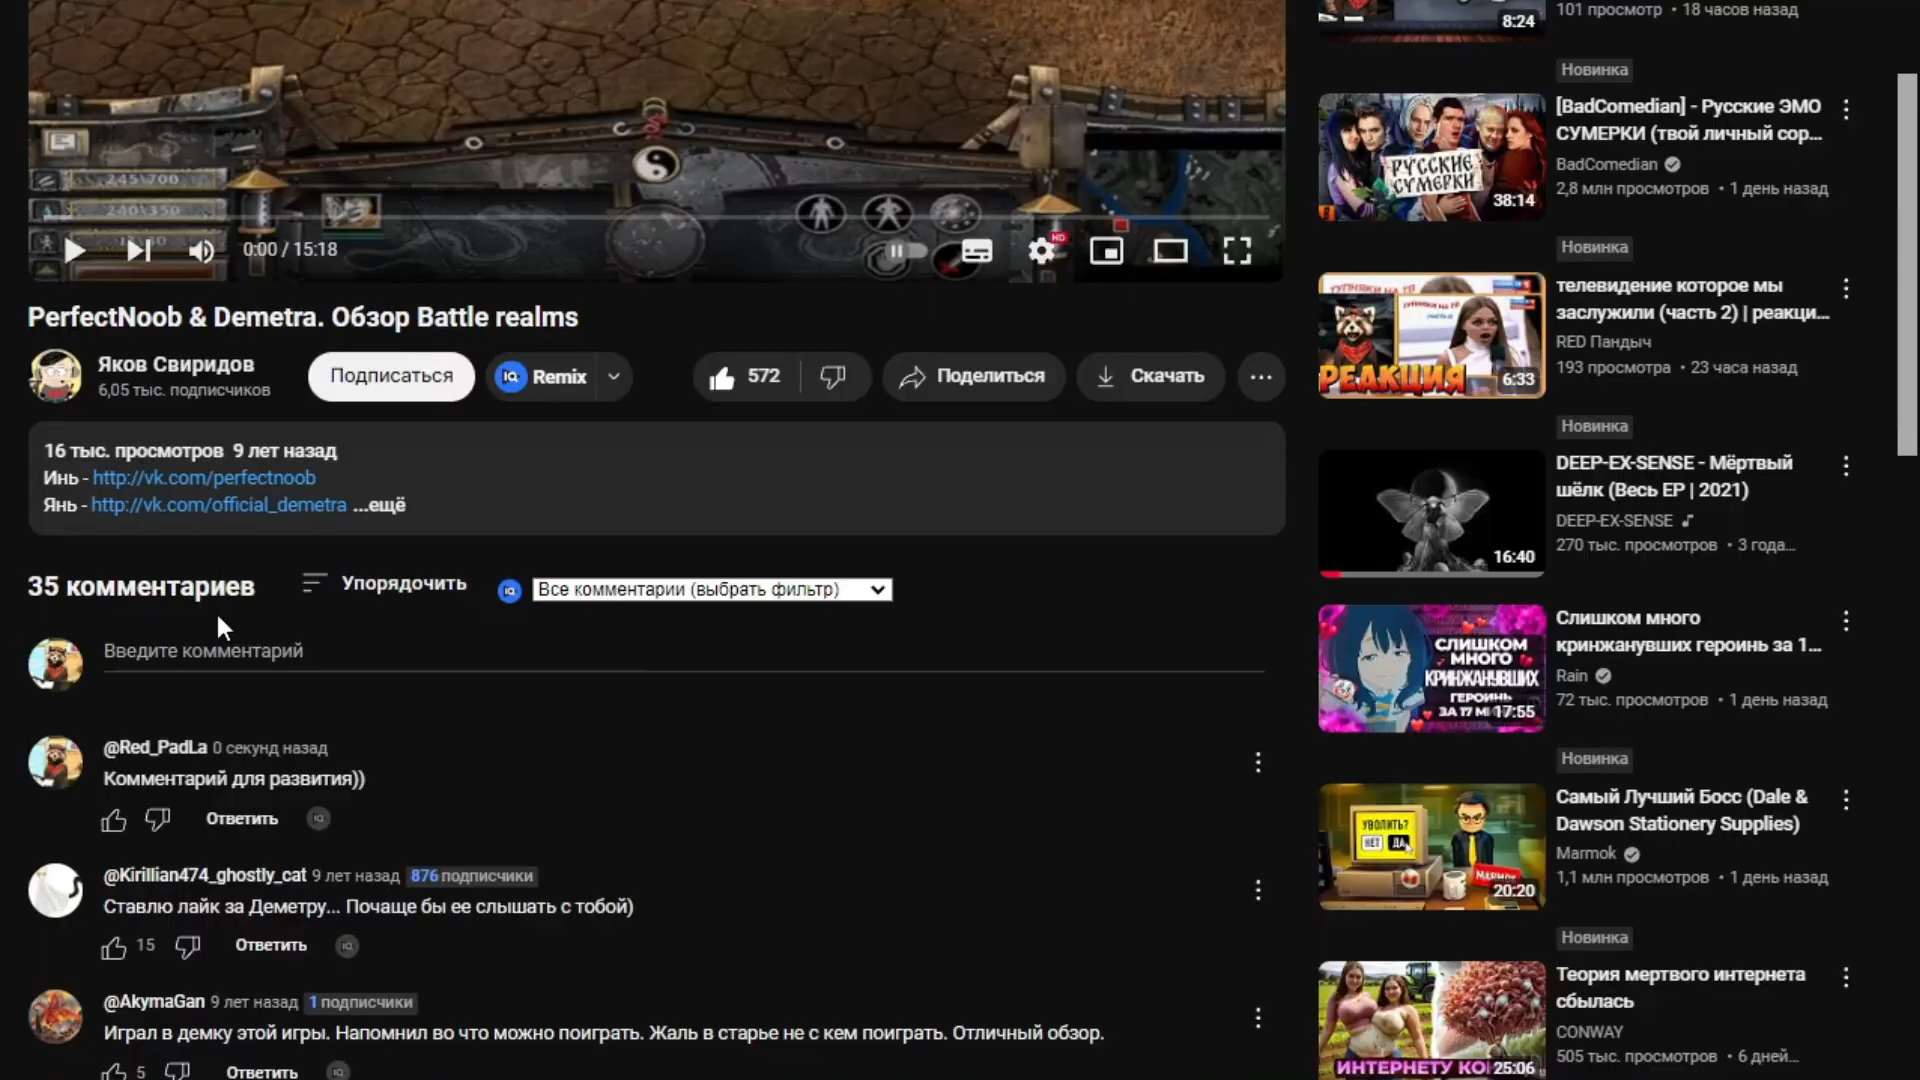 245/700
240/350
0:00 / 15:18
HD
PerfectNoob & Demetra. Обзор Battle realms
Яков Свиридов
6,05 тыс. подписчиков
Подписаться
Remix
572
Поделиться
Скачать
16 тыс. просмотров 9 лет назад
Инь - http://vk.com/perfectnoob
Янь - http://vk.com/official_demetra ...ещё
35 комментариев
Упорядочить
Все комментарии (выбрать фильтр)
Введите комментарий
@Red_PadLa 0 секунд назад
Комментарий для развития))
Ответить
@Kirillian474_ghostly_cat 9 лет назад 876 подписчики
Ставлю лайк за Деметру... Почаще бы ее слышать с тобой)
15
Ответить
@AkymaGan 9 лет назад 1 подписчики
Играл в демку этой игры. Напомнил во что можно поиграть. Жаль в старье не с кем поиграть. Отличный обзор.
5
Ответить
8:24
101 просмотр • 18 часов назад
Новинка
РУССКИЕ
СУМЕРКИ
38:14
[BadComedian] - Русские ЭМО
СУМЕРКИ (твой личный сор...
BadComedian
2,8 млн просмотров • 1 день назад
Новинка
РЕАКЦИЯ
6:33
телевидение которое мы
заслужили (часть 2) | реакци...
RED Пандыч
193 просмотра • 23 часа назад
Новинка
16:40
DEEP-EX-SENSE - Мёртвый
шёлк (Весь EP | 2021)
DEEP-EX-SENSE
270 тыс. просмотров • 3 года...
СЛИШКОМ
МНОГО
КРИНЖАНУВШИХ
ГЕРОИНЬ
ЗА 17 М
17:55
Слишком много
кринжанувших героинь за 1...
Rain
72 тыс. просмотров • 1 день назад
Новинка
УВОЛИТЬ?
НЕТ ДА
MARMOK
20:20
Самый Лучший Босс (Dale &
Dawson Stationery Supplies)
Marmok
1,1 млн просмотров • 1 день назад
Новинка
ИНТЕРНЕТУ КО
25:06
Теория мертвого интернета
сбылась
CONWAY
505 тыс. просмотров • 6 дней...